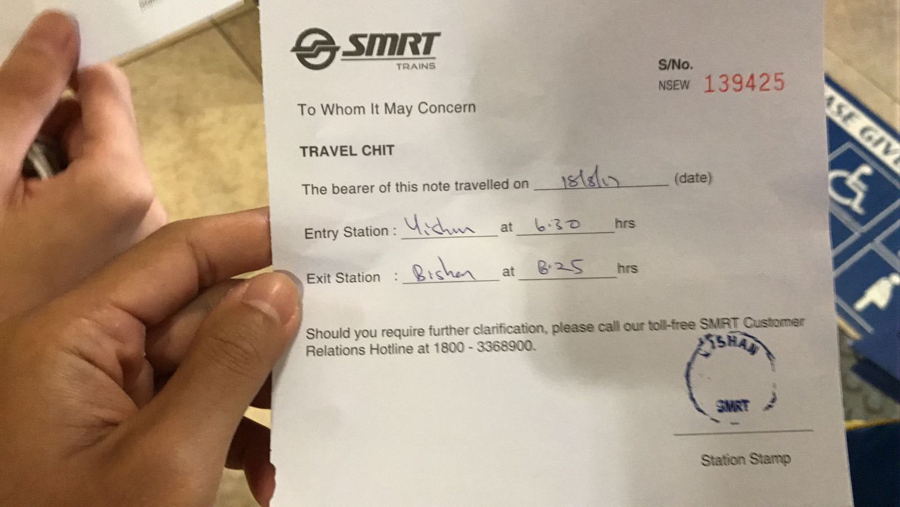 SMRT
TRAINS
S/No.
NSEW 139425
To Whom It May Concern
TRAVEL CHIT
The bearer of this note travelled on 18/8/17 (date)
Entry Station : Yishun at 6.30 hrs
Exit Station : Bishan at 8.25 hrs
Should you require further clarification, please call our toll-free SMRT Customer
Relations Hotline at 1800 - 3368900.
BISHAN
SMRT
Station Stamp
ASE GIV